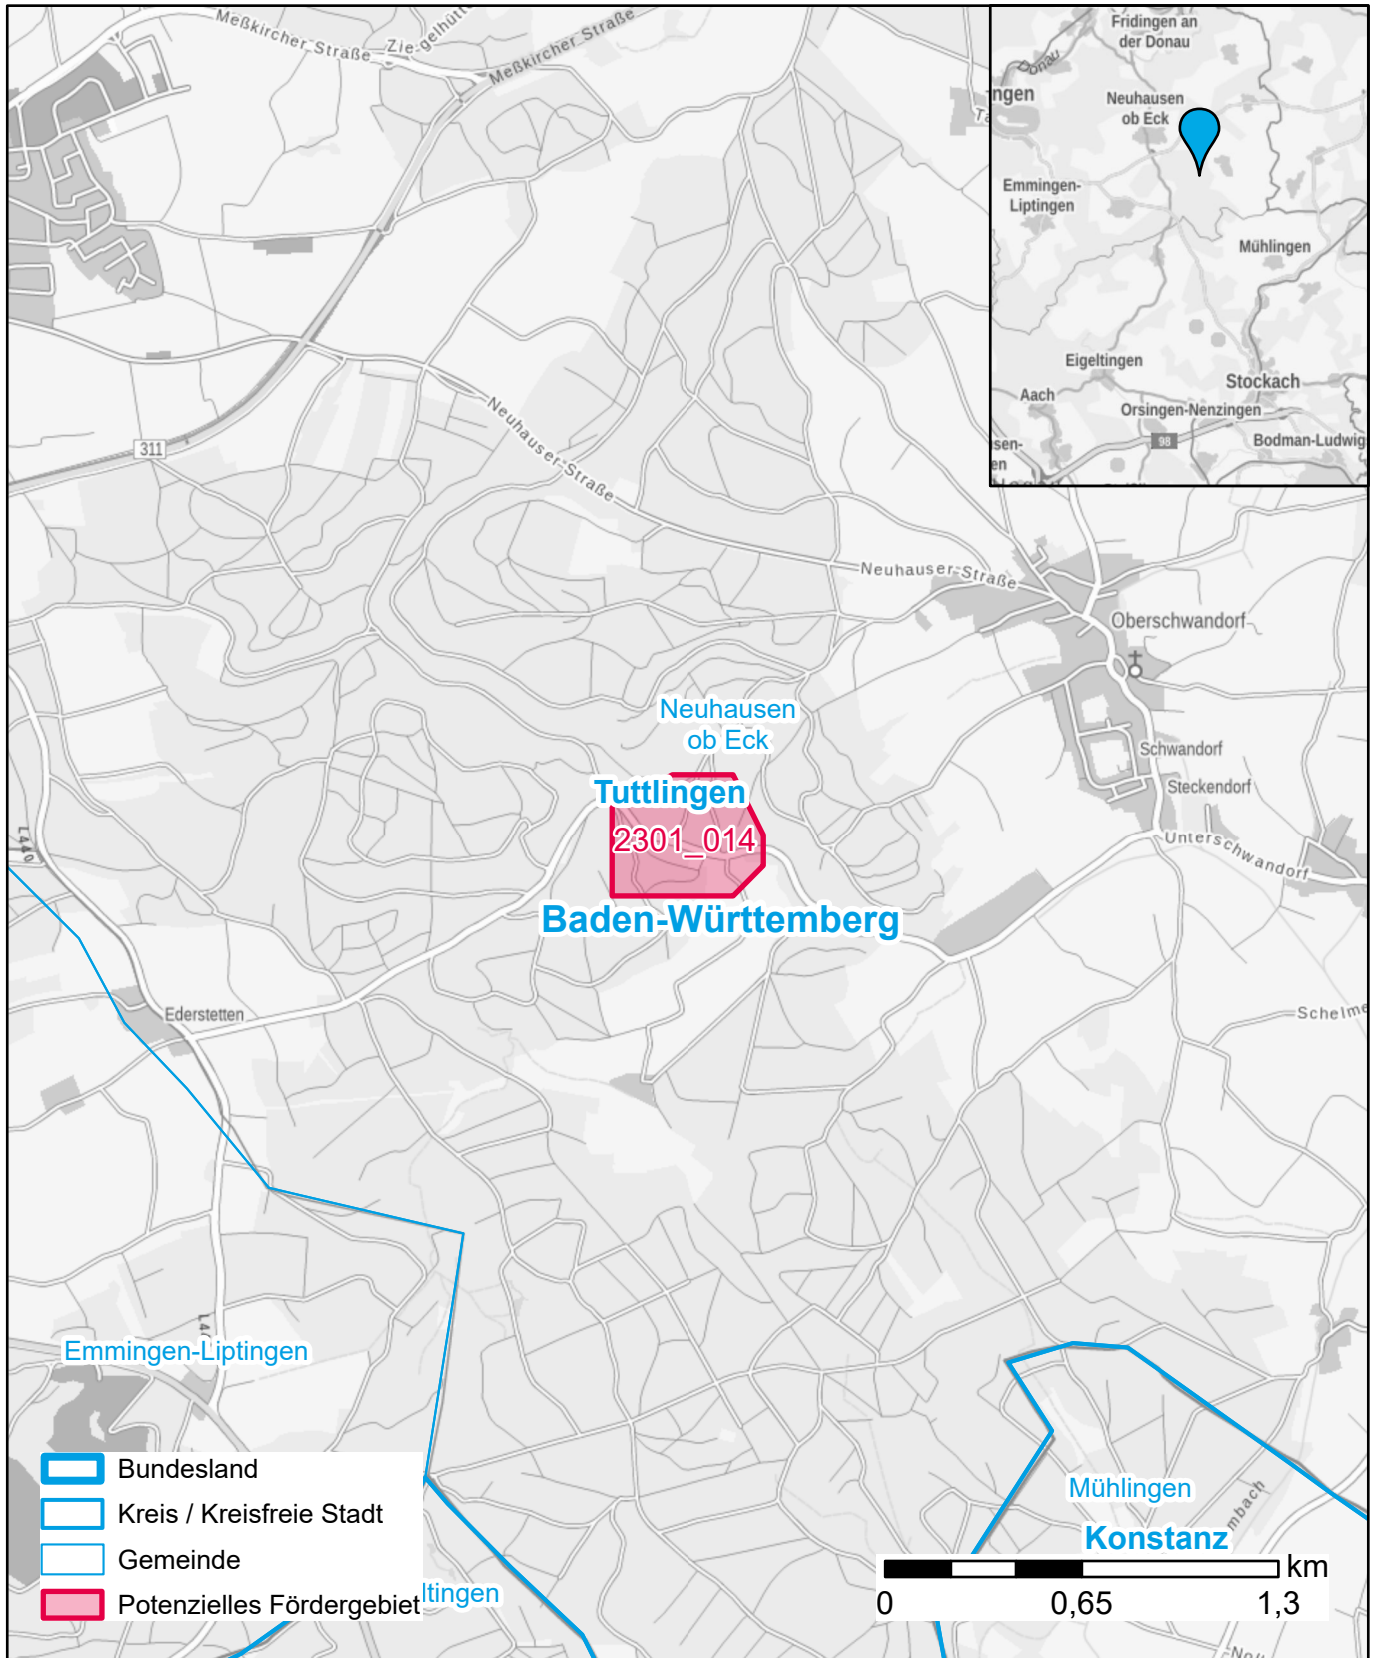 Meßkircher Straße
Meßkircher Straße
311
Neuhauser-Straße
Neuhauser-Straße
Oberschwandorf
Schwandorf
Steckendorf
Unterschwandorf
Neuhausen
ob Eck
Tuttlingen
2301_014
Baden-Württemberg
L440
Ederstetten
Schelme
Emmingen-Liptingen
Mühlingen
Konstanz
mbach
ltingen
Fridingen an
der Donau
Donau
ngen
Neuhausen
ob Eck
Emmingen-
Liptingen
Mühlingen
Eigeltingen
Stockach
Aach
Orsingen-Nenzingen
98
Bodman-Ludwig
sen-
en
Bundesland
Kreis / Kreisfreie Stadt
Gemeinde
Potenzielles Fördergebiet
km
0 0,65 1,3